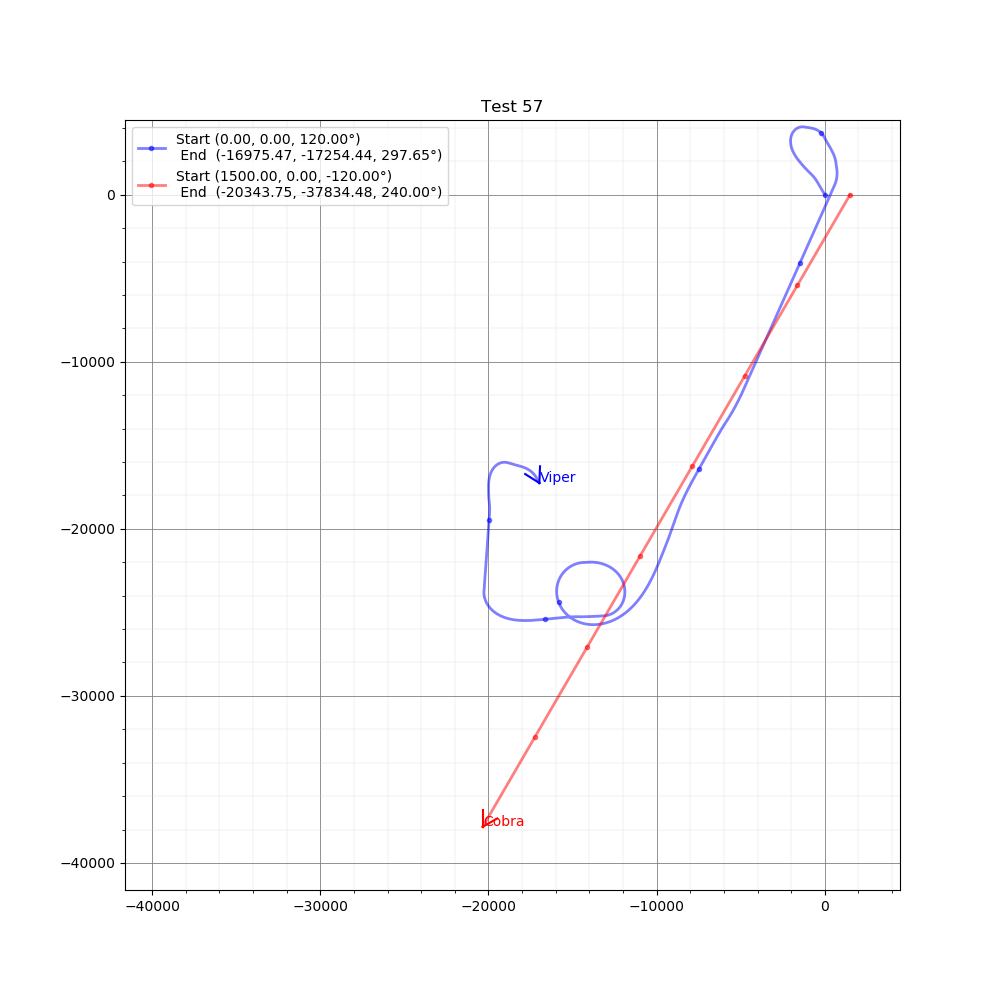 Test 57
Start (0.00, 0.00, 120.00°)
End  (-16975.47, -17254.44, 297.65°)
Start (1500.00, 0.00, -120.00°)
End  (-20343.75, -37834.48, 240.00°)
0
−10000
−20000
−30000
−40000
Viper
Cobra
−40000
−30000
−20000
−10000
0